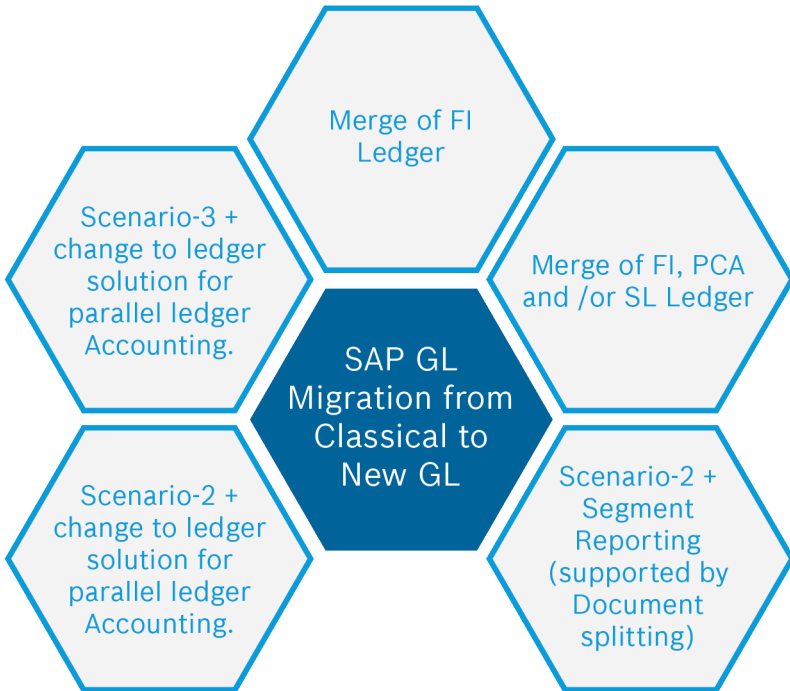 Merge of FI
Ledger
Scenario-3 +
change to ledger
solution for
parallel ledger
Accounting.
Merge of FI, PCA
and /or SL Ledger
SAP GL
Migration from
Classical to
New GL
Scenario-2 +
change to ledger
solution for
parallel ledger
Accounting.
Scenario-2 +
Segment
Reporting
(supported by
Document
splitting)